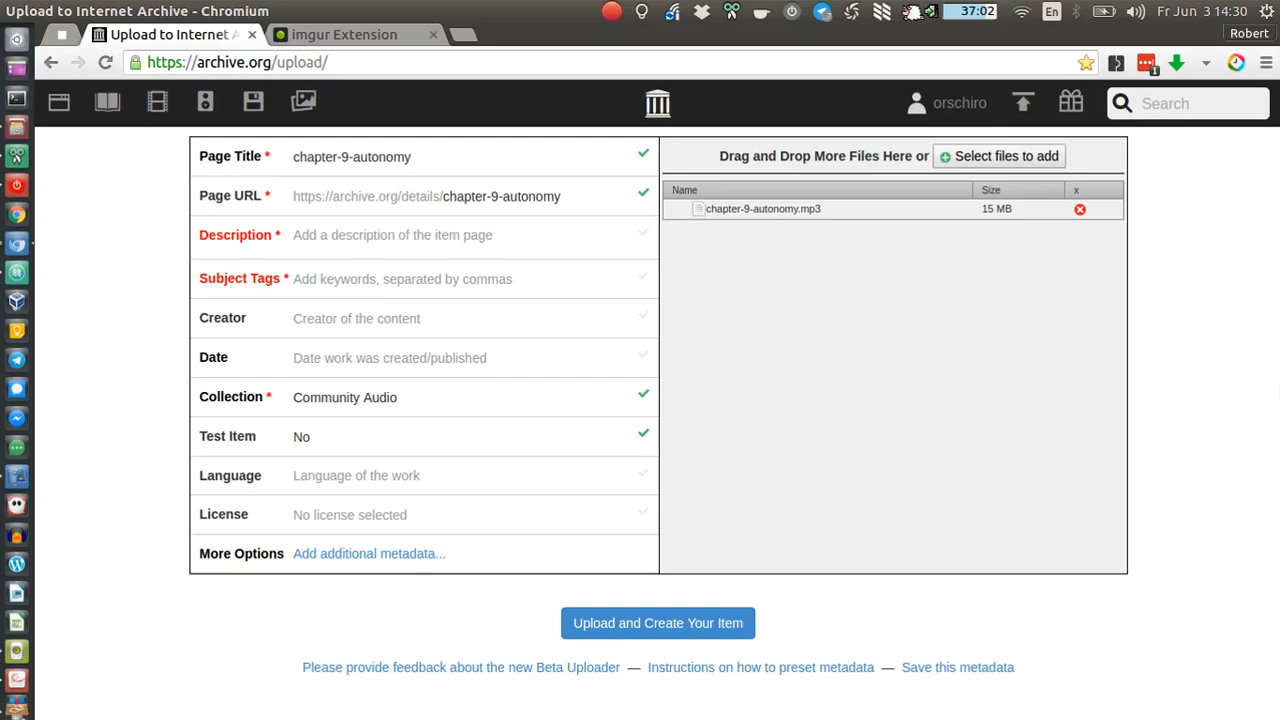 Upload to Internet Archive - Chromium
37:02
En
Fr Jun 3 14:30
Upload to Internet A
imgur Extension
Robert
https://archive.org/upload/
1
orschiro
Search
Page Title * chapter-9-autonomy
Page URL * https://archive.org/details/chapter-9-autonomy
Description * Add a description of the item page
Subject Tags * Add keywords, separated by commas
Creator Creator of the content
Date Date work was created/published
Collection * Community Audio
Test Item No
Language Language of the work
License No license selected
More Options Add additional metadata...
Drag and Drop More Files Here or Select files to add
Name Size x
chapter-9-autonomy.mp3 15 MB
Upload and Create Your Item
Please provide feedback about the new Beta Uploader — Instructions on how to preset metadata — Save this metadata